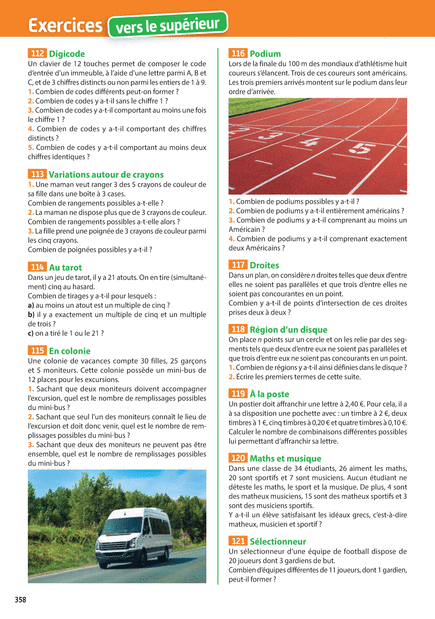 Exercices vers le supérieur
112 Digicode
Un clavier de 12 touches permet de composer le code
d'entrée d'un immeuble, à l'aide d'une lettre parmi A, B et
C, et de 3 chiffres distincts ou non parmi les entiers de 1 à 9.
1. Combien de codes différents peut-on former ?
2. Combien de codes y a-t-il sans le chiffre 1 ?
3. Combien de codes y a-t-il comportant au moins une fois
le chiffre 1 ?
4. Combien de codes y a-t-il comportant des chiffres
distincts ?
5. Combien de codes y a-t-il comportant au moins deux
chiffres identiques ?
113 Variations autour de crayons
1. Une maman veut ranger 3 des 5 crayons de couleur de
sa fille dans une boîte à 3 cases.
Combien de rangements possibles a-t-elle ?
2. La maman ne dispose plus que de 3 crayons de couleur.
Combien de rangements possibles a-t-elle alors ?
3. La fille prend une poignée de 3 crayons de couleur parmi
les cinq crayons.
Combien de poignées possibles y a-t-il ?
114 Au tarot
Dans un jeu de tarot, il y a 21 atouts. On en tire (simultané-
ment) cinq au hasard.
Combien de tirages y a-t-il pour lesquels :
a) au moins un atout est un multiple de cinq ?
b) il y a exactement un multiple de cinq et un multiple
de trois ?
c) on a tiré le 1 ou le 21 ?
115 En colonie
Une colonie de vacances compte 30 filles, 25 garçons
et 5 moniteurs. Cette colonie possède un mini-bus de
12 places pour les excursions.
1. Sachant que deux moniteurs doivent accompagner
l'excursion, quel est le nombre de remplissages possibles
du mini-bus ?
2. Sachant que seul l'un des moniteurs connaît le lieu de
l'excursion et doit donc venir, quel est le nombre de rem-
plissages possibles du mini-bus ?
3. Sachant que deux des moniteurs ne peuvent pas être
ensemble, quel est le nombre de remplissages possibles
du mini-bus ?
358
116 Podium
Lors de la finale du 100 m des mondiaux d'athlétisme huit
coureurs s'élancent. Trois de ces coureurs sont américains.
Les trois premiers arrivés montent sur le podium dans leur
ordre d'arrivée.
1. Combien de podiums possibles y a-t-il ?
2. Combien de podiums y a-t-il entièrement américains ?
3. Combien de podiums y a-t-il comprenant au moins un
Américain ?
4. Combien de podiums y a-t-il comprenant exactement
deux Américains ?
117 Droites
Dans un plan, on considère n droites telles que deux d'entre
elles ne soient pas parallèles et que trois d'entre elles ne
soient pas concourantes en un point.
Combien y a-t-il de points d'intersection de ces droites
prises deux à deux ?
118 Région d'un disque
On place n points sur un cercle et on les relie par des seg-
ments tels que deux d'entre eux ne soient pas parallèles et
que trois d'entre eux ne soient pas concourants en un point.
1. Combien de régions y a-t-il ainsi définies dans le disque ?
2. Écrire les premiers termes de cette suite.
119 À la poste
Un postier doit affranchir une lettre à 2,40 €. Pour cela, il a
à sa disposition une pochette avec : un timbre à 2 €, deux
timbres à 1 €, cinq timbres à 0,20 € et quatre timbres à 0,10 €.
Calculer le nombre de combinaisons différentes possibles
lui permettant d'affranchir sa lettre.
120 Maths et musique
Dans une classe de 34 étudiants, 26 aiment les maths,
20 sont sportifs et 7 sont musiciens. Aucun étudiant ne
déteste les maths, le sport et la musique. De plus, 4 sont
des matheux musiciens, 15 sont des matheux sportifs et 3
sont des musiciens sportifs.
Y a-t-il un élève satisfaisant les idéaux grecs, c'est-à-dire
matheux, musicien et sportif ?
121 Sélectionneur
Un sélectionneur d'une équipe de football dispose de
20 joueurs dont 3 gardiens de but.
Combien d'équipes différentes de 11 joueurs, dont 1 gardien,
peut-il former ?